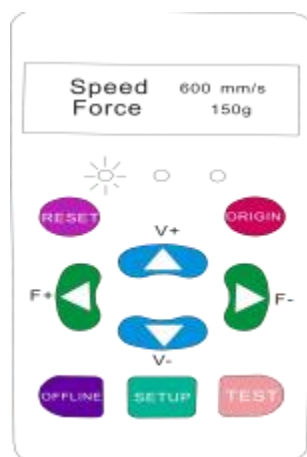 Speed 600 mm/s
Force 150g
RESET
ORIGIN
V+
F+
F-
V-
OFFLINE
SETUP
TEST